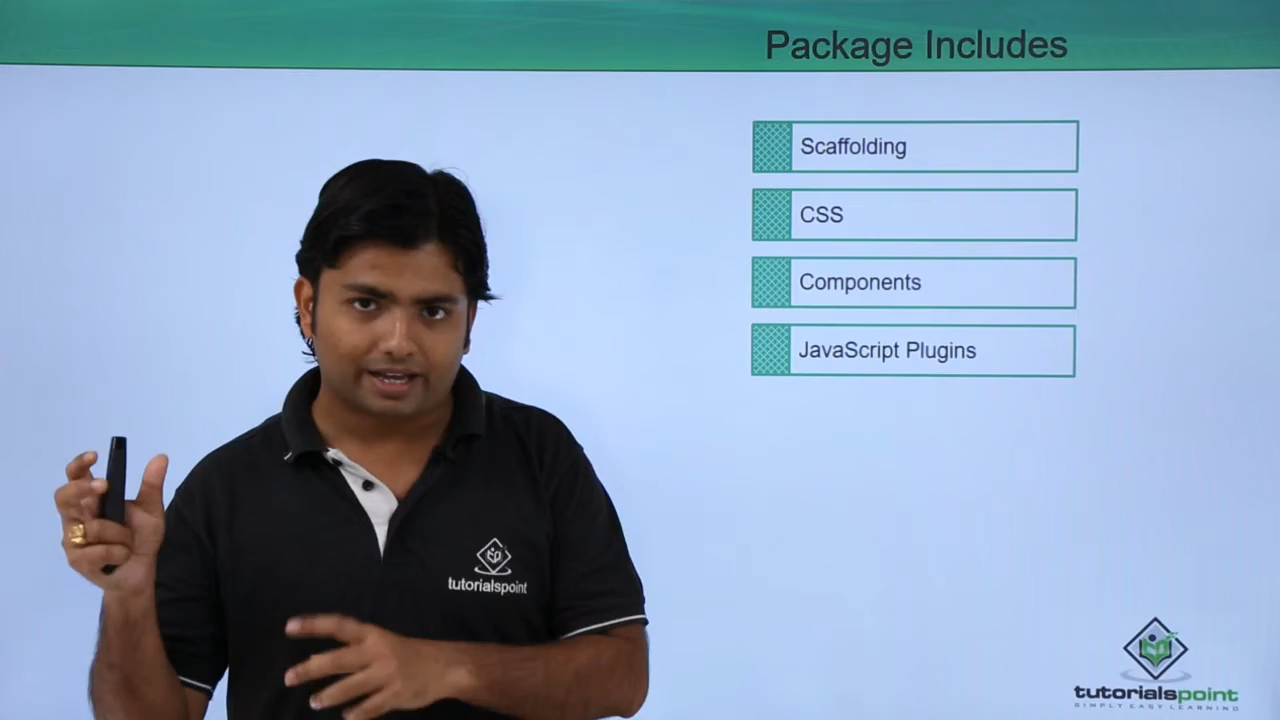 Package Includes
Scaffolding
CSS
Components
JavaScript Plugins
tutorialspoint
tutorialspoint
SIMPLY EASY LEARNING